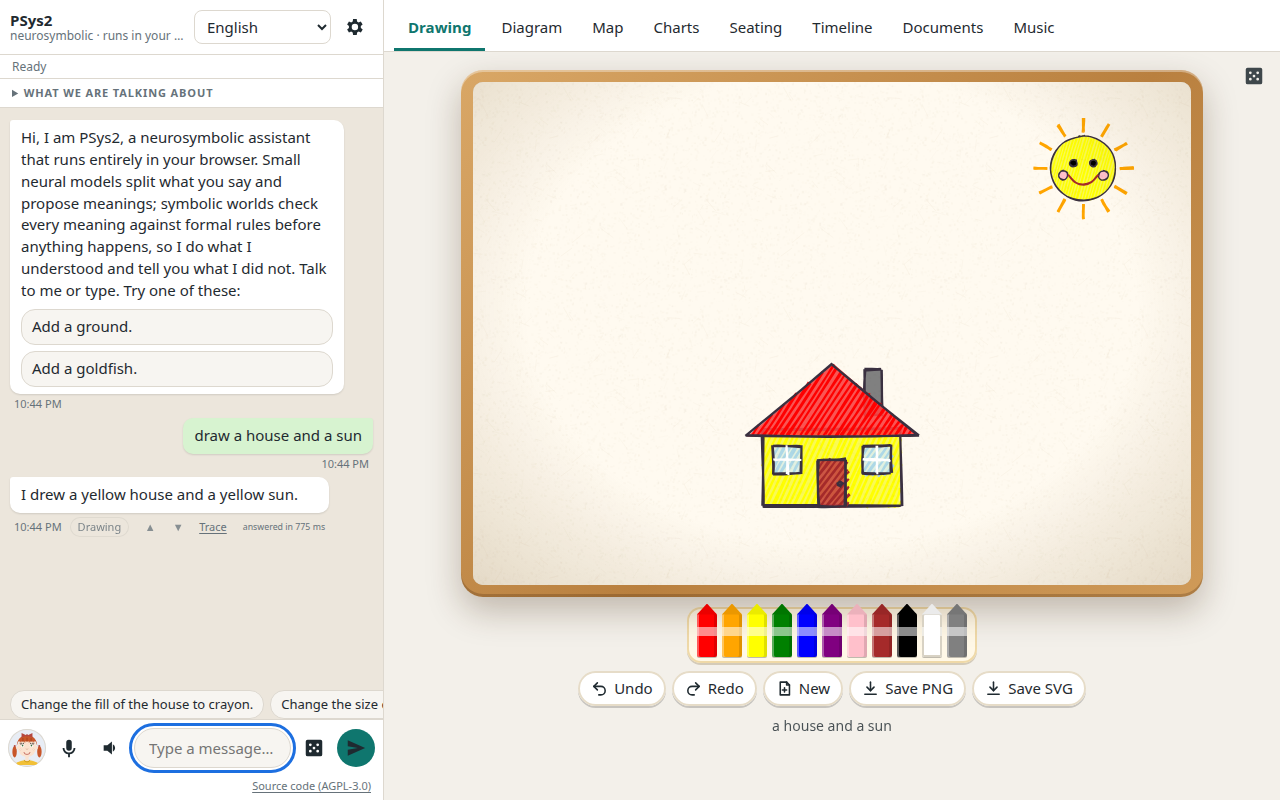 PSys2
neurosymbolic · runs in your ...
English
Ready
WHAT WE ARE TALKING ABOUT
Hi, I am PSys2, a neurosymbolic assistant
that runs entirely in your browser. Small
neural models split what you say and
propose meanings; symbolic worlds check
every meaning against formal rules before
anything happens, so I do what I
understood and tell you what I did not. Talk
to me or type. Try one of these:
Add a ground.
Add a goldfish.
10:44 PM
draw a house and a sun
10:44 PM
I drew a yellow house and a yellow sun.
10:44 PM Drawing ▲ ▼ Trace answered in 775 ms
Change the fill of the house to crayon. Change the size
Type a message...
Source code (AGPL-3.0)
Drawing Diagram Map Charts Seating Timeline Documents Music
Undo Redo New Save PNG Save SVG
a house and a sun